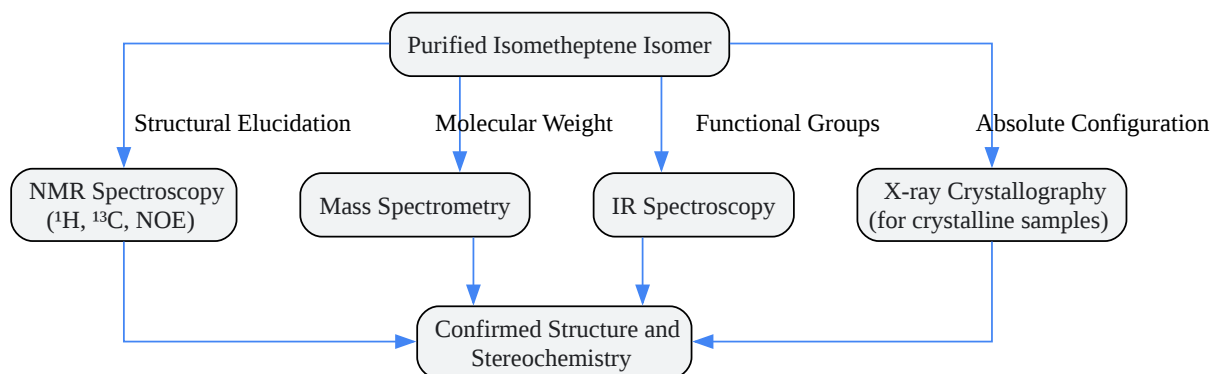 Purified Isometheptene Isomer
Structural Elucidation
Molecular Weight
Functional Groups
Absolute Configuration
NMR Spectroscopy
(¹H, ¹³C, NOE)
Mass Spectrometry
IR Spectroscopy
X-ray Crystallography
(for crystalline samples)
Confirmed Structure and
Stereochemistry